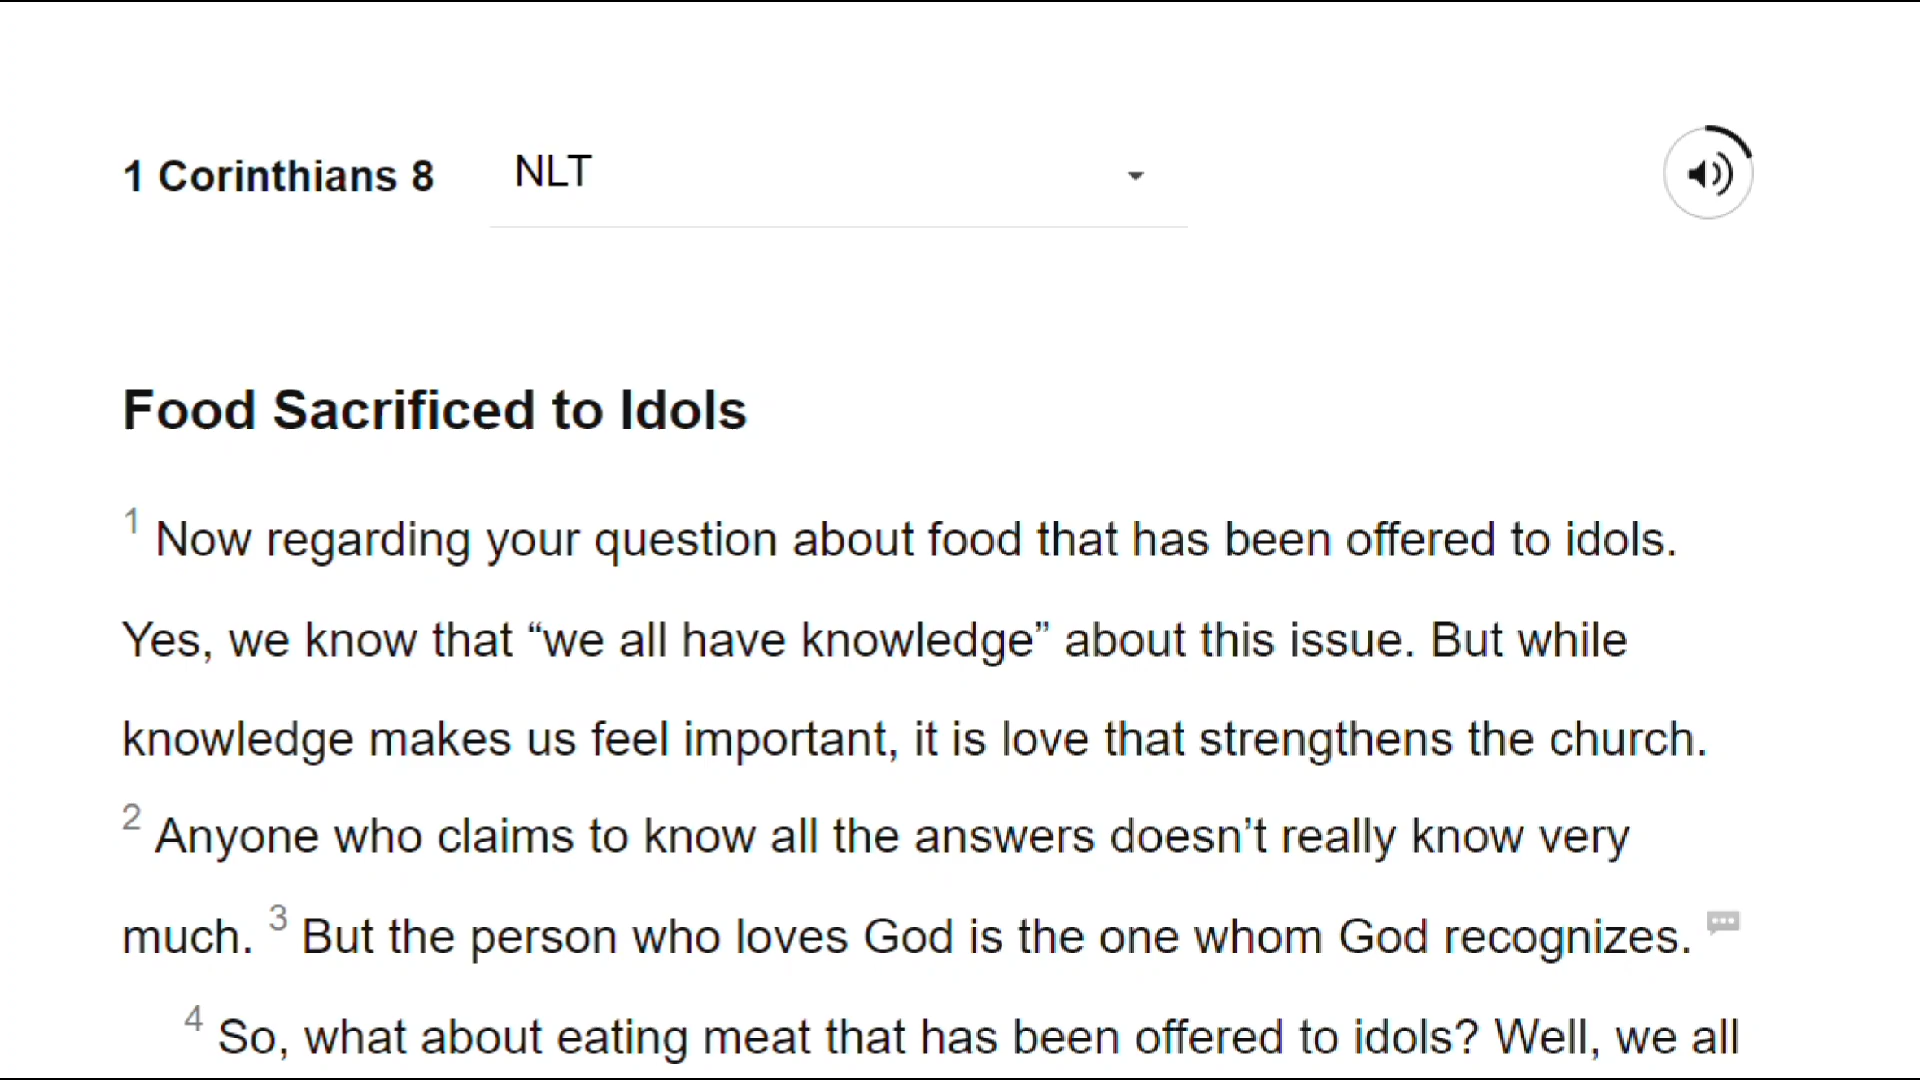 1 Corinthians 8 NLT
Food Sacrificed to Idols
1 Now regarding your question about food that has been offered to idols.
Yes, we know that “we all have knowledge” about this issue. But while
knowledge makes us feel important, it is love that strengthens the church.
2 Anyone who claims to know all the answers doesn’t really know very
much. 3 But the person who loves God is the one whom God recognizes.
4 So, what about eating meat that has been offered to idols? Well, we all